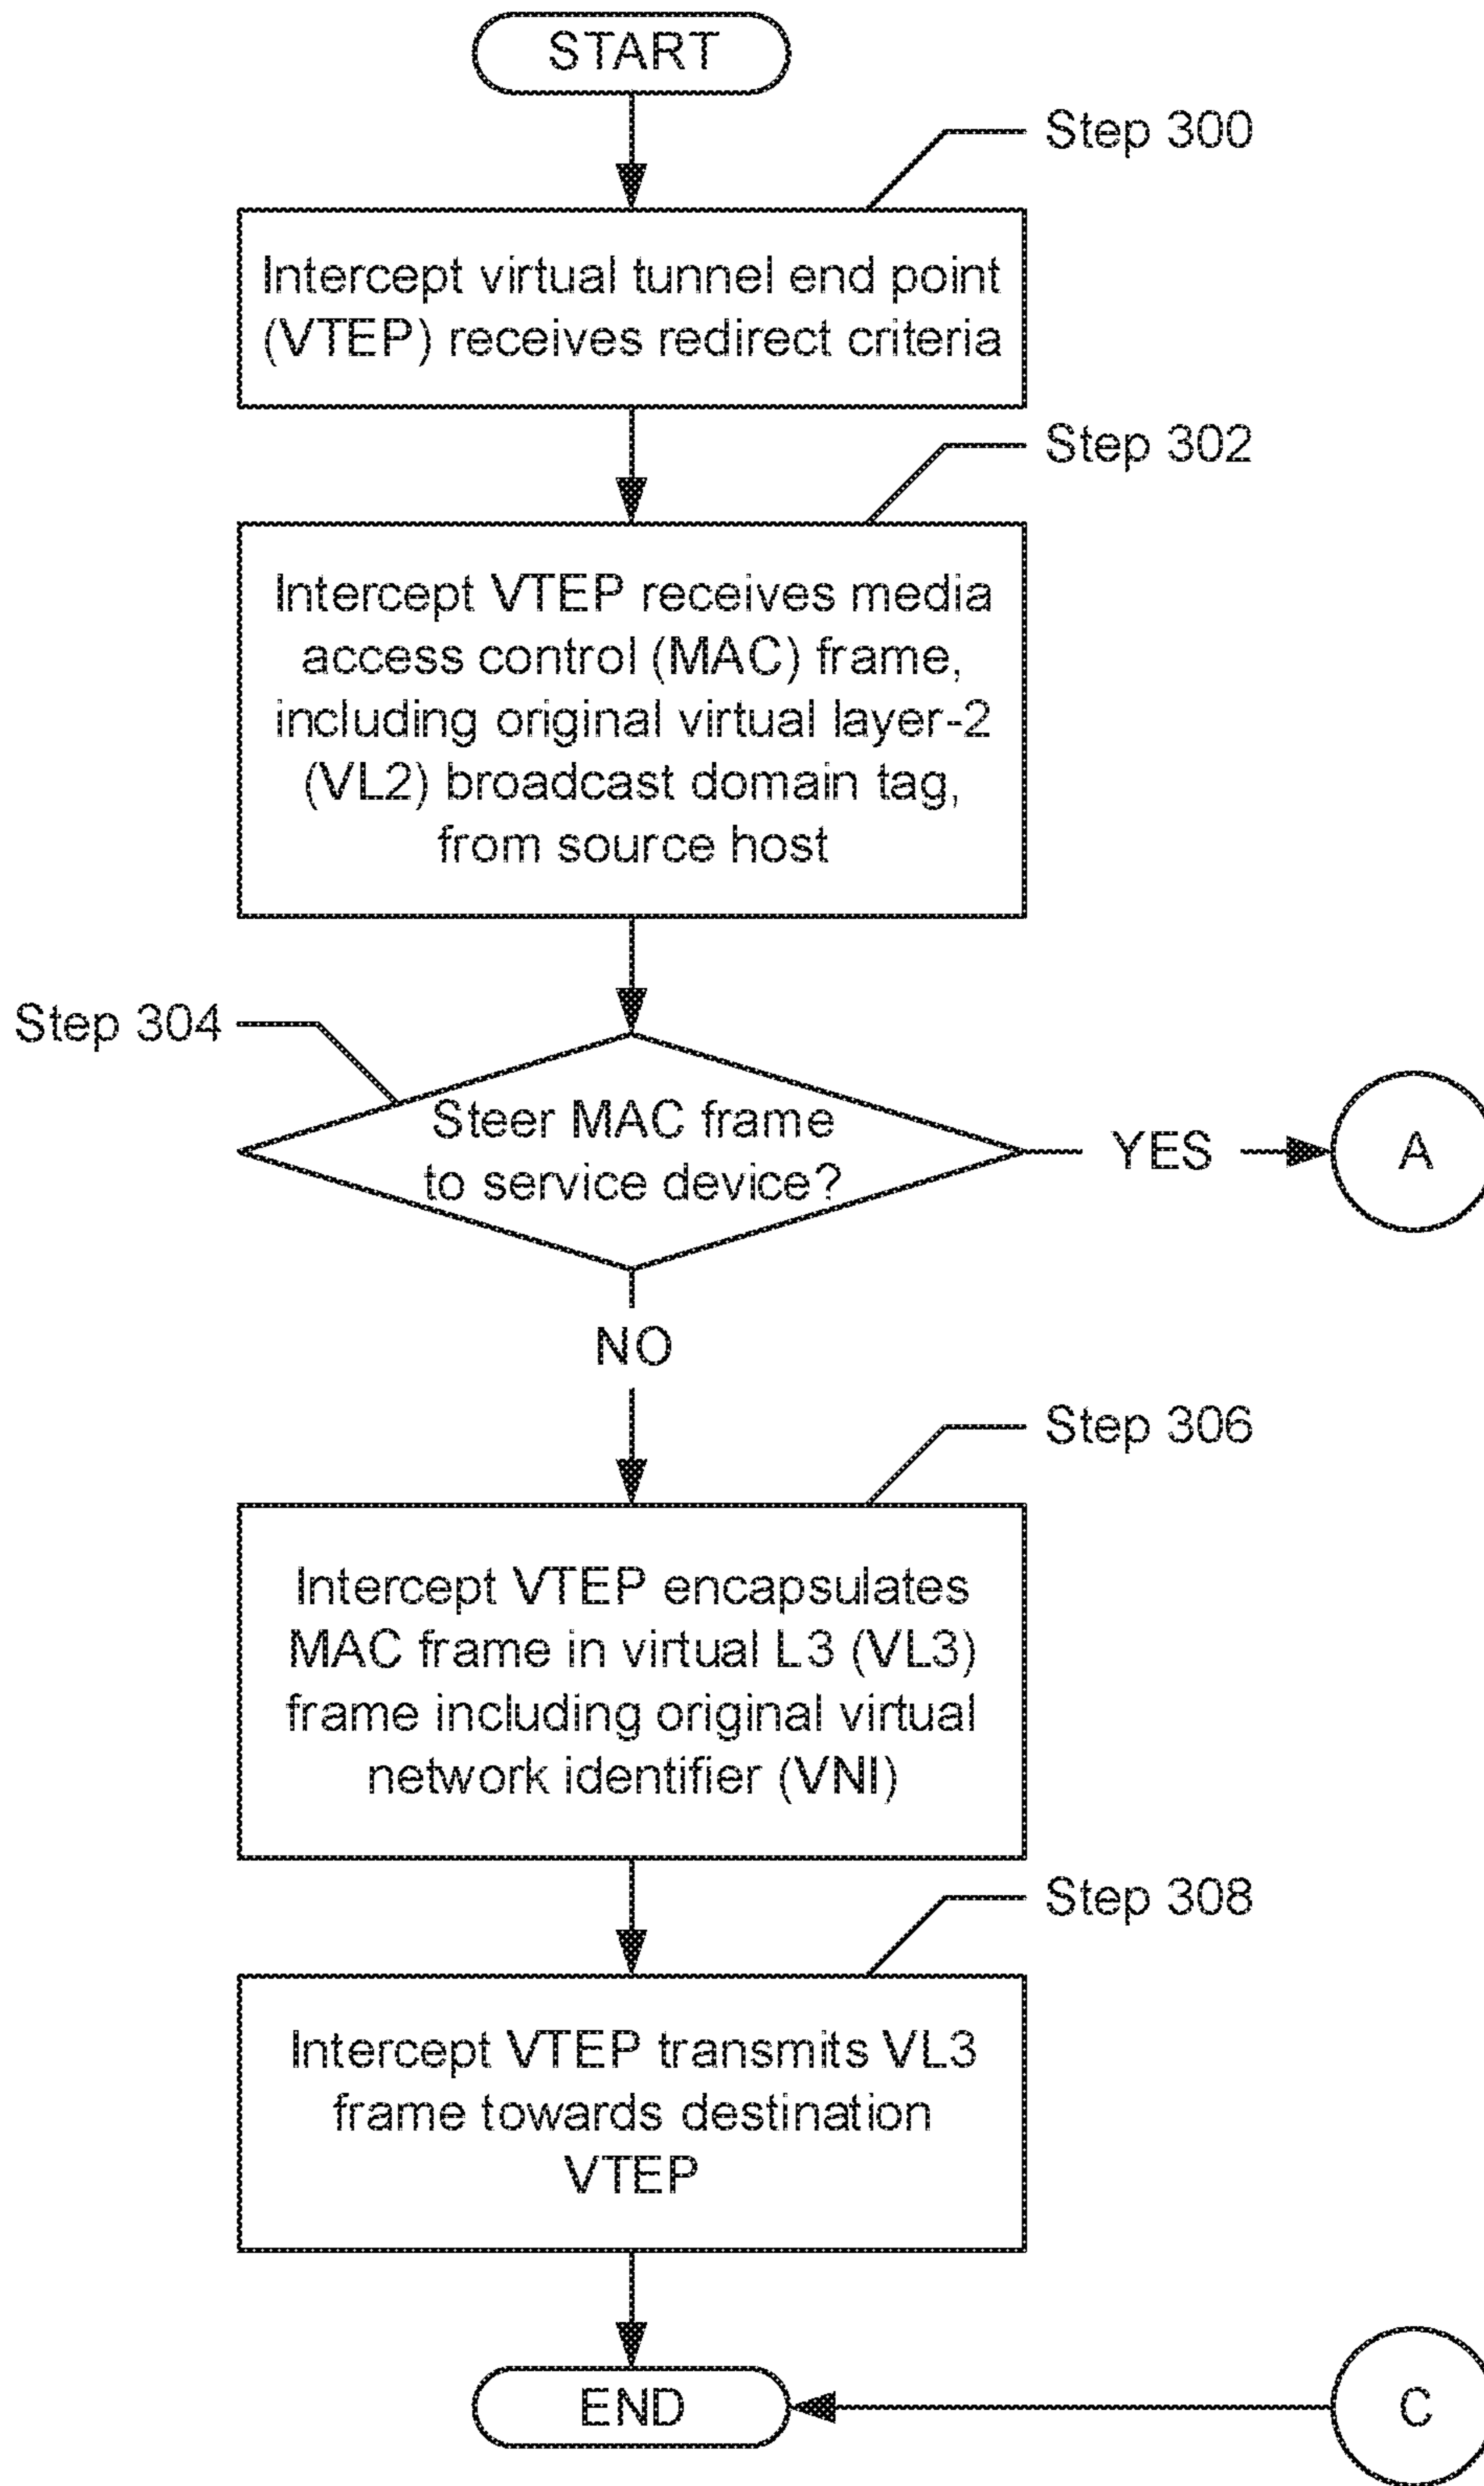 START
Step 300
Intercept virtual tunnel end point
(VTEP) receives redirect criteria
Step 302
Intercept VTEP receives media
access control (MAC) frame,
including original virtual layer-2
(VL2) broadcast domain tag,
from source host
Step 304
Steer MAC frame
to service device?
YES
A
NO
Step 306
Intercept VTEP encapsulates
MAC frame in virtual L3 (VL3)
frame including original virtual
network identifier (VNI)
Step 308
Intercept VTEP transmits VL3
frame towards destination
VTEP
END
C